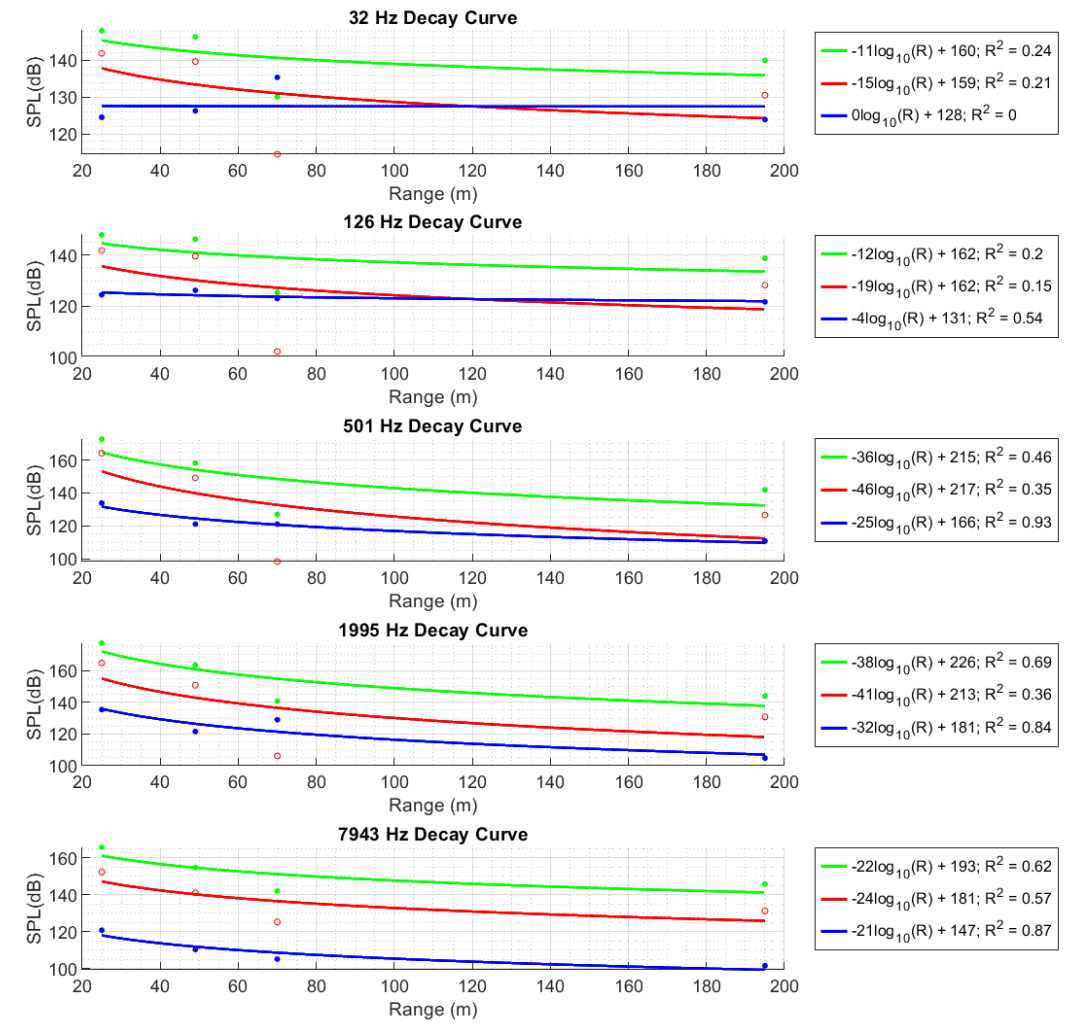 32 Hz Decay Curve
SPL(dB)
140
130
120
20 40 60 80 100 120 140 160 180 200
Range (m)
-11log10(R) + 160; R2 = 0.24
-15log10(R) + 159; R2 = 0.21
0log10(R) + 128; R2 = 0
126 Hz Decay Curve
SPL(dB)
140
120
100
20 40 60 80 100 120 140 160 180 200
Range (m)
-12log10(R) + 162; R2 = 0.2
-19log10(R) + 162; R2 = 0.15
-4log10(R) + 131; R2 = 0.54
501 Hz Decay Curve
SPL(dB)
160
140
120
100
20 40 60 80 100 120 140 160 180 200
Range (m)
-36log10(R) + 215; R2 = 0.46
-46log10(R) + 217; R2 = 0.35
-25log10(R) + 166; R2 = 0.93
1995 Hz Decay Curve
SPL(dB)
160
140
120
100
20 40 60 80 100 120 140 160 180 200
Range (m)
-38log10(R) + 226; R2 = 0.69
-41log10(R) + 213; R2 = 0.36
-32log10(R) + 181; R2 = 0.84
7943 Hz Decay Curve
SPL(dB)
160
140
120
100
20 40 60 80 100 120 140 160 180 200
Range (m)
-22log10(R) + 193; R2 = 0.62
-24log10(R) + 181; R2 = 0.57
-21log10(R) + 147; R2 = 0.87